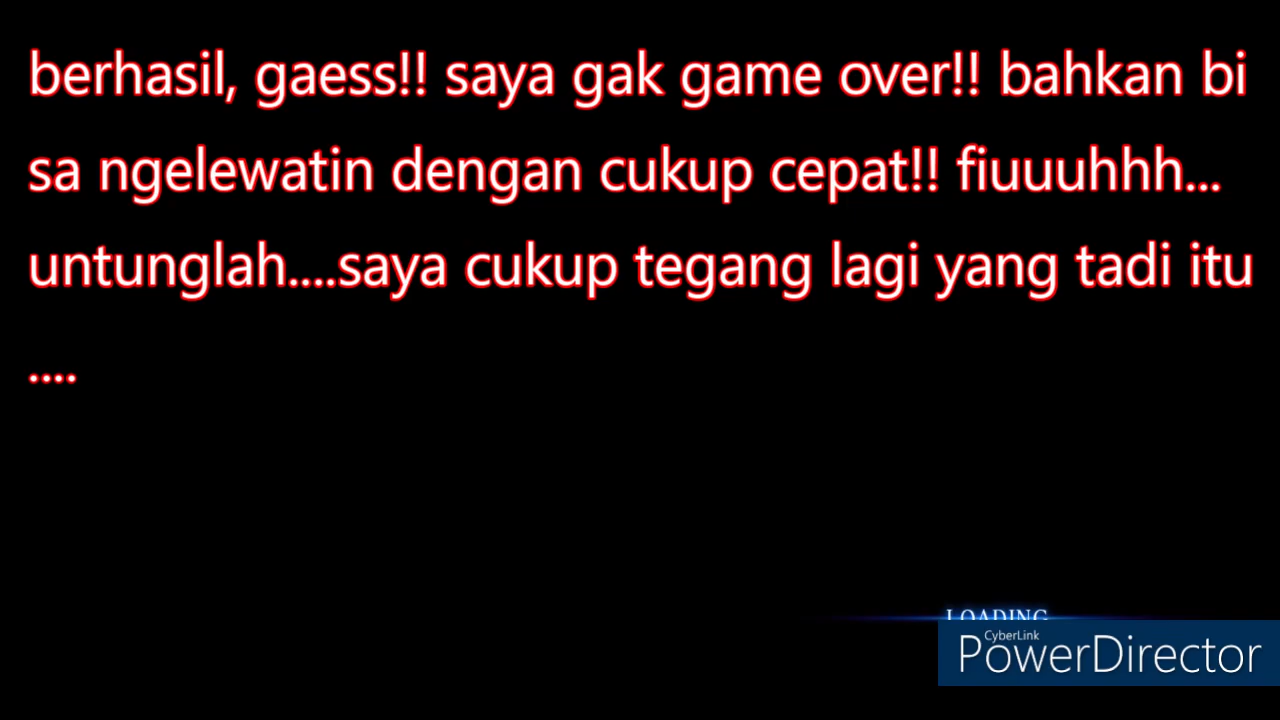 berhasil, gaess!! saya gak game over!! bahkan bi
sa ngelewatin dengan cukup cepat!! fiuuuhhh...
untunglah....saya cukup tegang lagi yang tadi itu
....
LOADING
CyberLink
PowerDirector